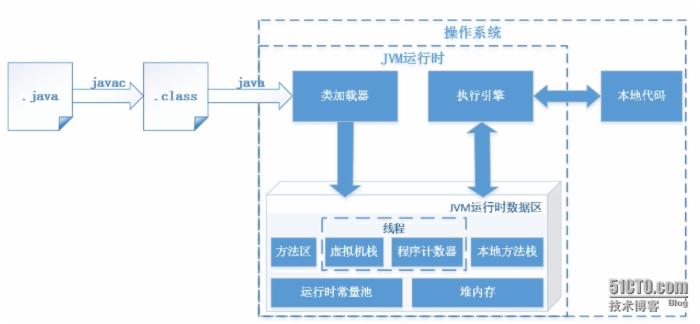 操作系统
JVM运行时
.java
javac
.class
java
类加载器
执行引擎
本地代码
JVM运行时数据区
线程
方法区
虚拟机栈
程序计数器
本地方法栈
运行时常量池
堆内存
51CTO.com
技术博客 Blog